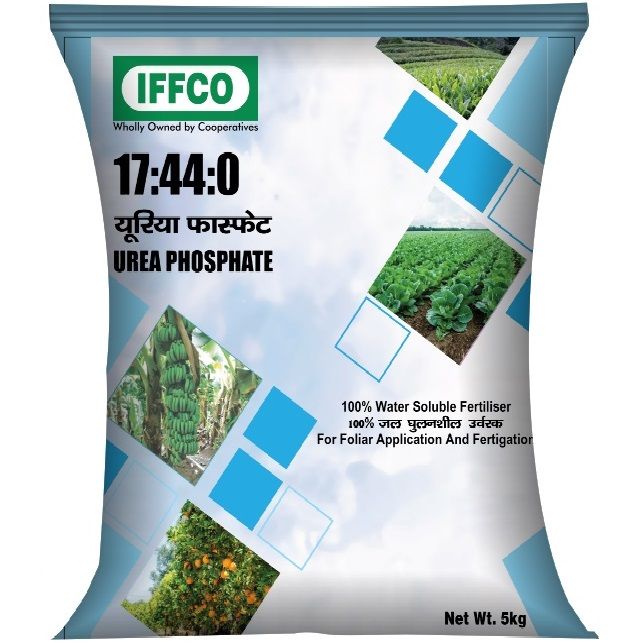 IFFCO
Wholly Owned by Cooperatives
17:44:0
यूरिया फास्फेट
UREA PHOSPHATE
100% Water Soluble Fertiliser
100% जल घुलनशील उर्वरक
For Foliar Application And Fertigation
Net Wt. 5kg